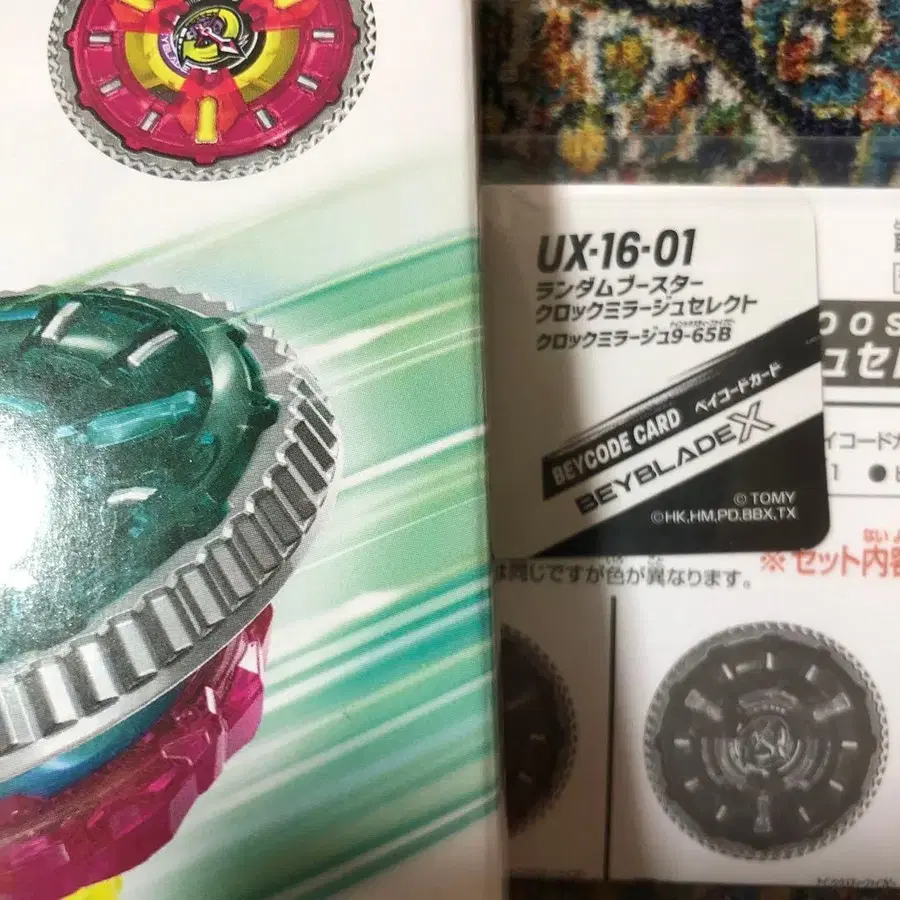 UX-16-01
ランダムブースター
クロックミラージュセレクト
クロックミラージュ9-65B
BEYCODE CARD ベイコードカード
BEYBLADE X
© TOMY
©HK,HM,PD,BBX,TX
OOS
ュセレ
イコードカ
1 ●
は同じですが色が異なります。
※セット内容